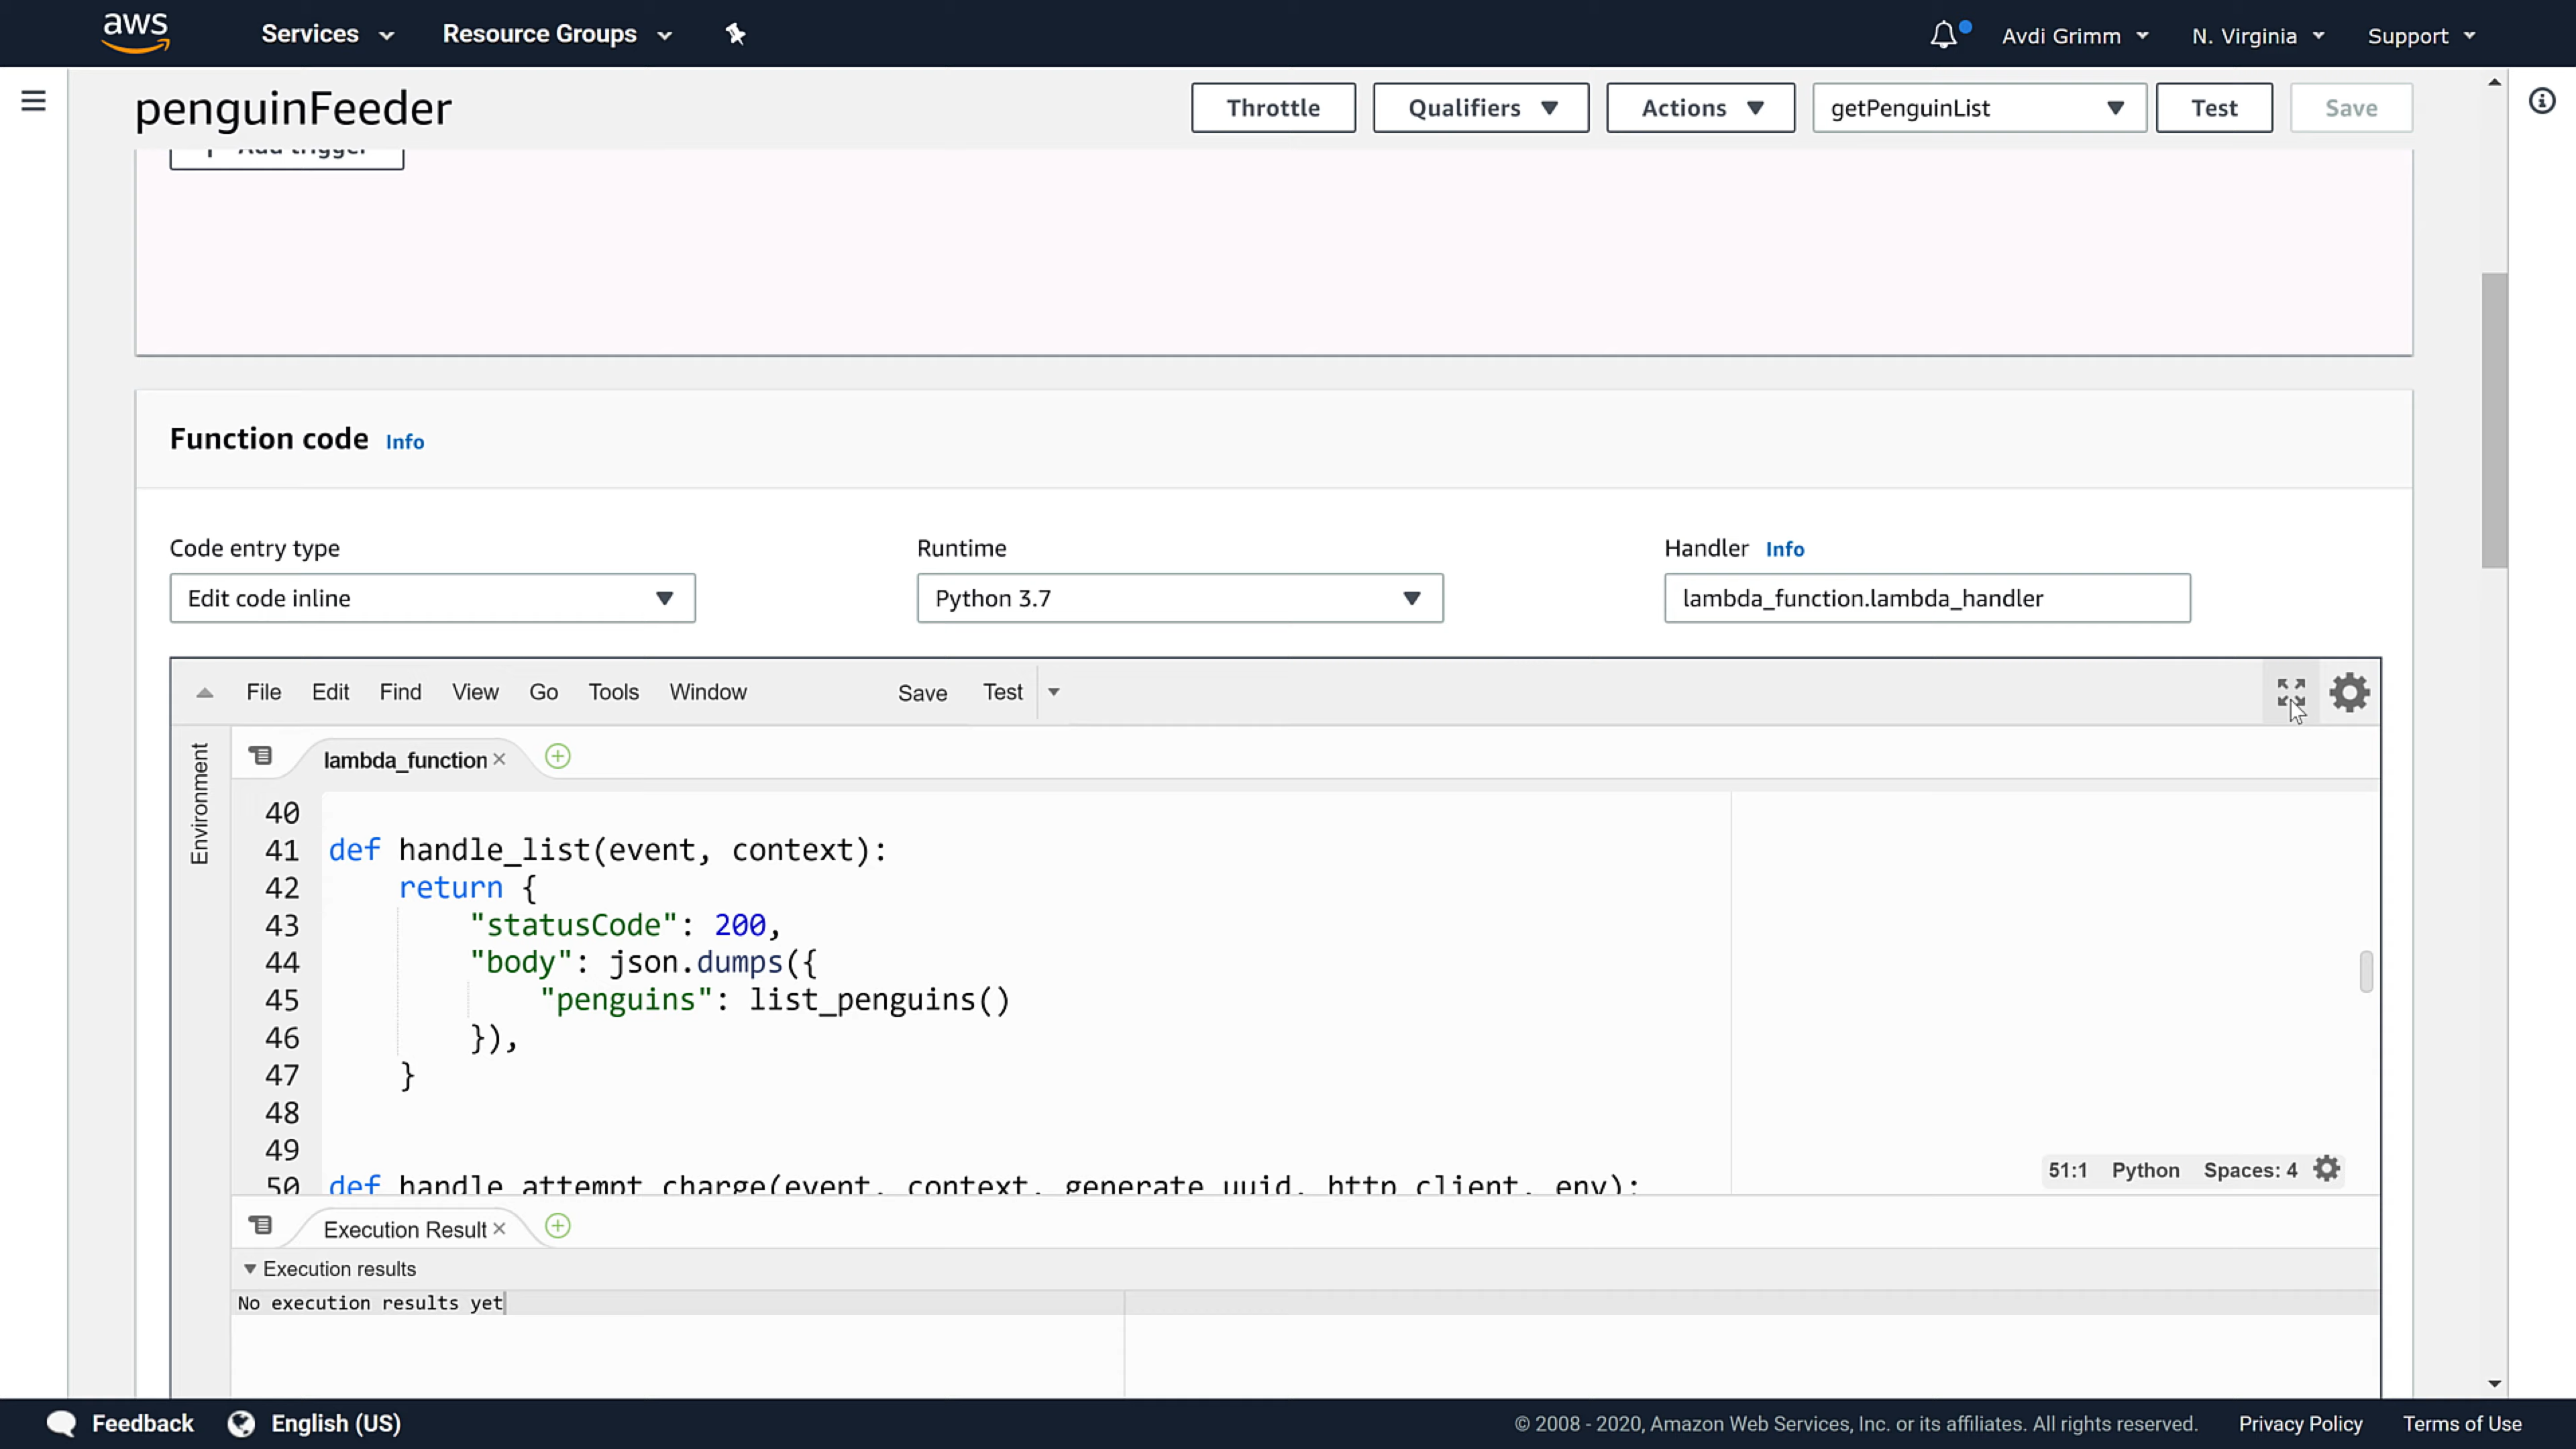 aws Services Resource Groups Avdi Grimm N. Virginia Support
penguinFeeder Throttle Qualifiers Actions getPenguinList Test Save
+ Add trigger
Function code Info
Code entry type Runtime Handler Info
Edit code inline Python 3.7 lambda_function.lambda_handler
File Edit Find View Go Tools Window Save Test
Environment
lambda_function
40
41 def handle_list(event, context):
42 return {
43 "statusCode": 200,
44 "body": json.dumps({
45 "penguins": list_penguins()
46 }),
47 }
48
49
50 def handle_attempt_charge(event, context, generate_uuid, http_client, env):
51:1 Python Spaces: 4
Execution Result
Execution results
No execution results yet
Feedback English (US) © 2008 - 2020, Amazon Web Services, Inc. or its affiliates. All rights reserved. Privacy Policy Terms of Use